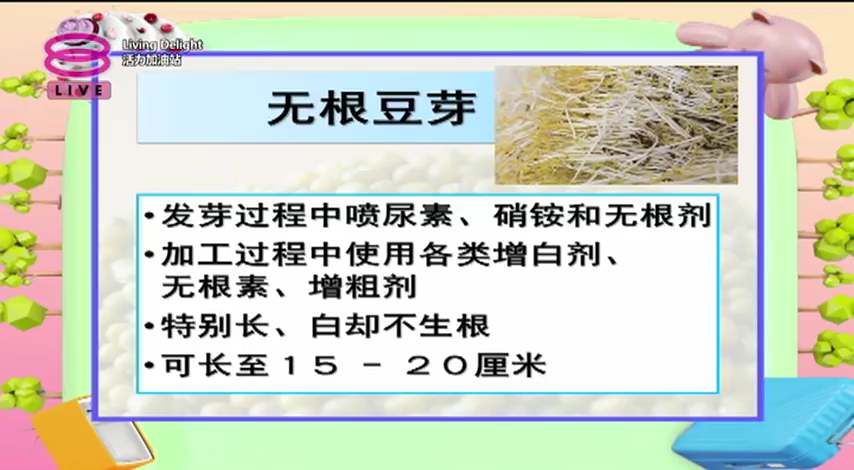 Living Delight
活力加油站
LIVE
无根豆芽
•发芽过程中喷尿素、硝铵和无根剂
•加工过程中使用各类增白剂、
无根素、增粗剂
•特别长、白却不生根
•可长至15 - 20厘米